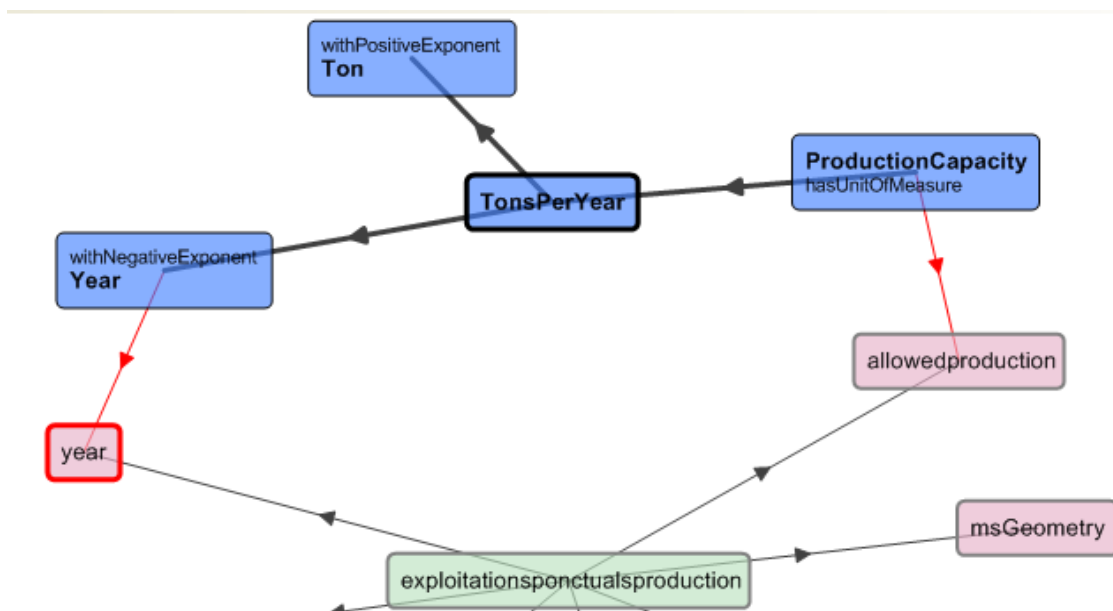 withPositiveExponent
Ton
ProductionCapacity
hasUnitOfMeasure
TonsPerYear
withNegativeExponent
Year
allowedproduction
year
msGeometry
exploitationsponctualsproduction